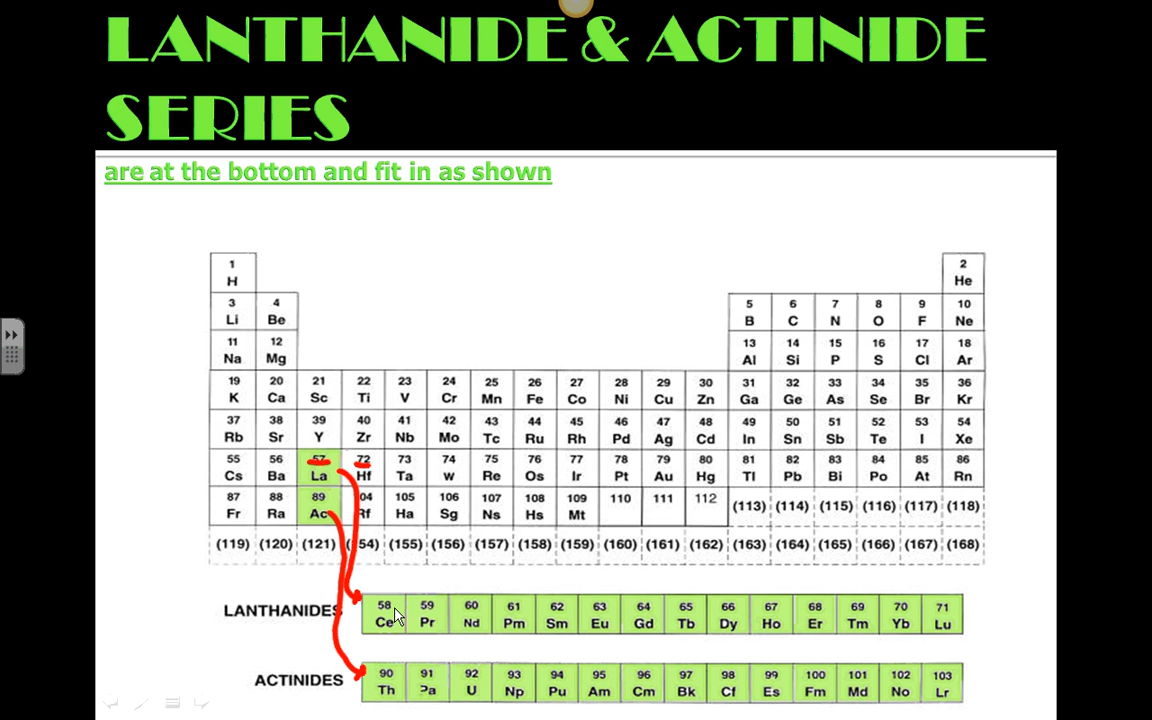 LANTHANIDE & ACTINIDE
SERIES
are at the bottom and fit in as shown
1 2
H He
3 4 5 6 7 8 9 10
Li Be B C N O F Ne
11 12 13 14 15 16 17 18
Na Mg Al Si P S Cl Ar
19 20 21 22 23 24 25 26 27 28 29 30 31 32 33 34 35 36
K Ca Sc Ti V Cr Mn Fe Co Ni Cu Zn Ga Ge As Se Br Kr
37 38 39 40 41 42 43 44 45 46 47 48 49 50 51 52 53 54
Rb Sr Y Zr Nb Mo Tc Ru Rh Pd Ag Cd In Sn Sb Te I Xe
55 56 57 72 73 74 75 76 77 78 79 80 81 82 83 84 85 86
Cs Ba La Hf Ta w Re Os Ir Pt Au Hg Tl Pb Bi Po At Rn
87 88 89 104 105 106 107 108 109 110 111 112
Fr Ra Ac Rf Ha Sg Ns Hs Mt (113) (114) (115) (116) (117) (118)
(119) (120) (121) (154) (155) (156) (157) (158) (159) (160) (161) (162) (163) (164) (165) (166) (167) (168)
58 59 60 61 62 63 64 65 66 67 68 69 70 71
LANTHANIDES Ce Pr Nd Pm Sm Eu Gd Tb Dy Ho Er Tm Yb Lu
90 91 92 93 94 95 96 97 98 99 100 101 102 103
ACTINIDES Th Pa U Np Pu Am Cm Bk Cf Es Fm Md No Lr